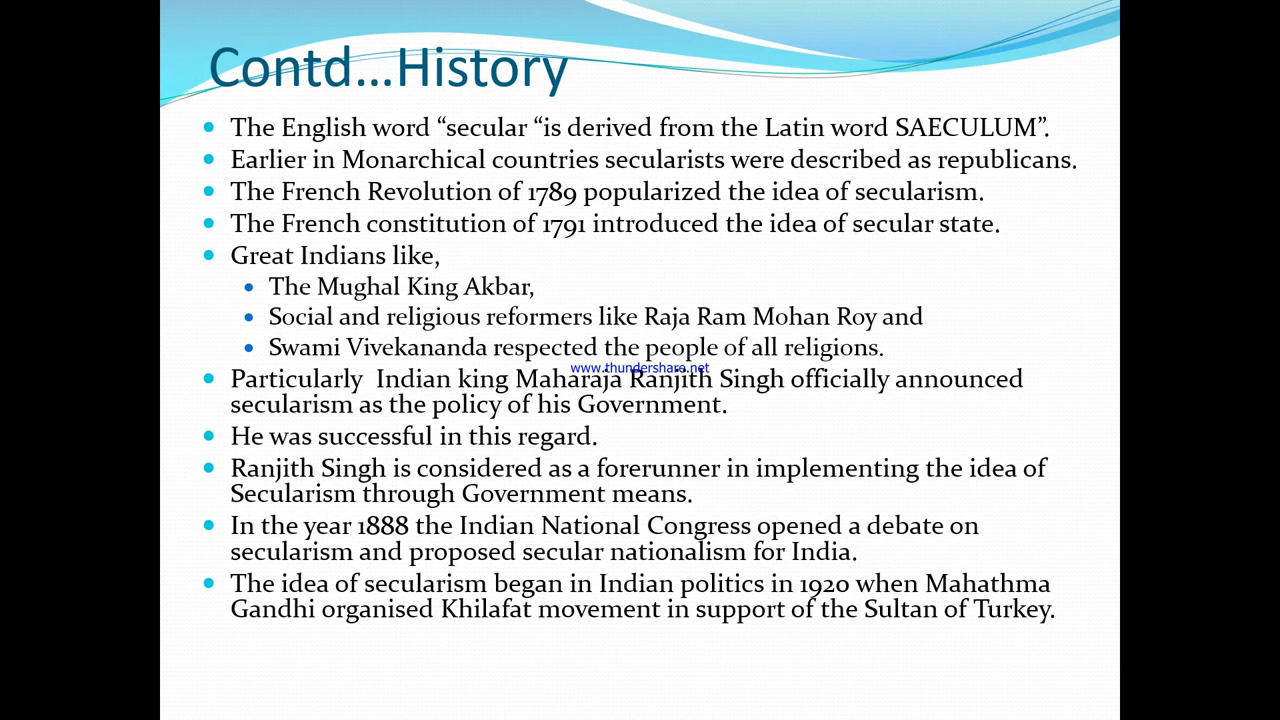 Contd...History
The English word “secular “is derived from the Latin word SAECULUM”.
Earlier in Monarchical countries secularists were described as republicans.
The French Revolution of 1789 popularized the idea of secularism.
The French constitution of 1791 introduced the idea of secular state.
Great Indians like,
The Mughal King Akbar,
Social and religious reformers like Raja Ram Mohan Roy and
Swami Vivekananda respected the people of all religions.
www.thundershare.net
Particularly Indian king Maharaja Ranjith Singh officially announced
secularism as the policy of his Government.
He was successful in this regard.
Ranjith Singh is considered as a forerunner in implementing the idea of
Secularism through Government means.
In the year 1888 the Indian National Congress opened a debate on
secularism and proposed secular nationalism for India.
The idea of secularism began in Indian politics in 1920 when Mahathma
Gandhi organised Khilafat movement in support of the Sultan of Turkey.